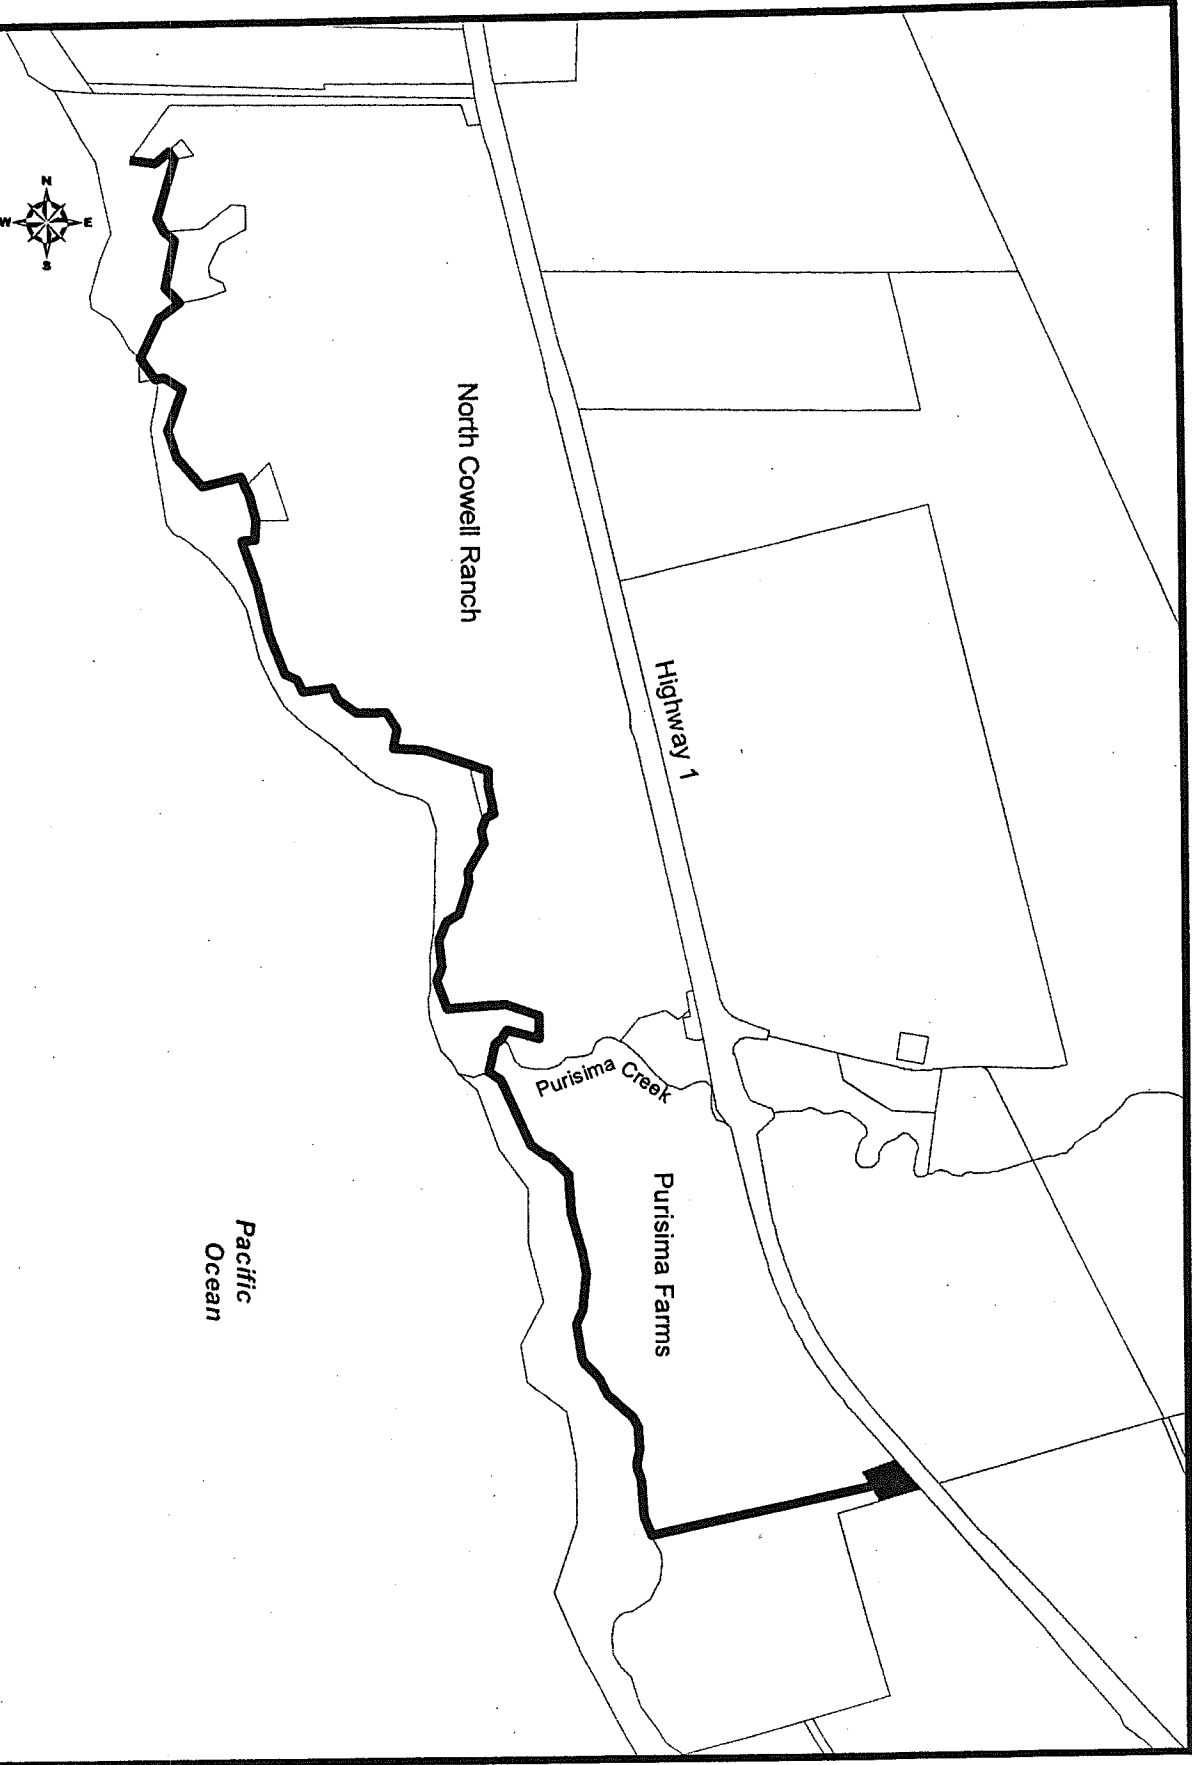 N
W E
S
North Cowell Ranch
Highway 1
Purisima Creek
Purisima Farms
Pacific
Ocean